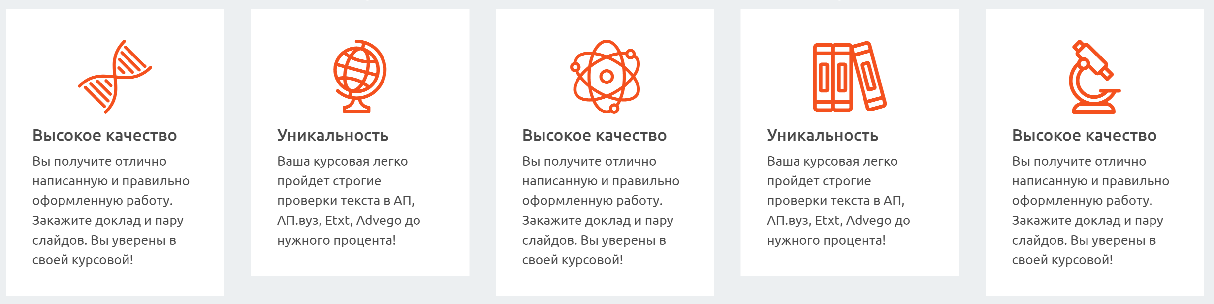 Высокое качество
Вы получите отлично
написанную и правильно
оформленную работу.
Закажите доклад и пару
слайдов. Вы уверены в
своей курсовой!
Уникальность
Ваша курсовая легко
пройдет строгие
проверки текста в АП,
АП.вуз, Etxt, Advego до
нужного процента!
Высокое качество
Вы получите отлично
написанную и правильно
оформленную работу.
Закажите доклад и пару
слайдов. Вы уверены в
своей курсовой!
Уникальность
Ваша курсовая легко
пройдет строгие
проверки текста в АП,
АП.вуз, Etxt, Advego до
нужного процента!
Высокое качество
Вы получите отлично
написанную и правильно
оформленную работу.
Закажите доклад и пару
слайдов. Вы уверены в
своей курсовой!